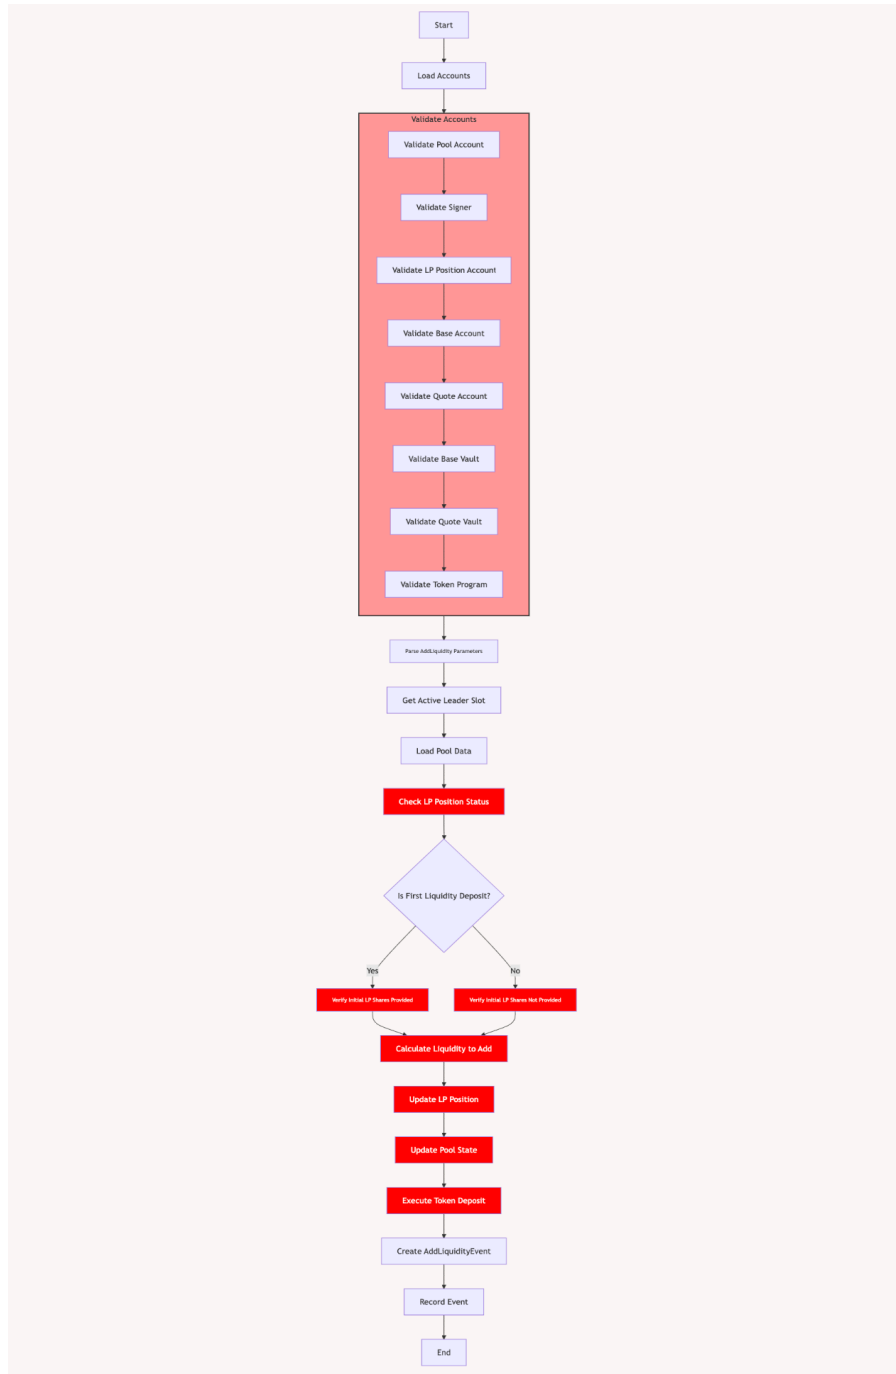 Start
Load Accounts
Validate Accounts
Validate Pool Account
Validate Signer
Validate LP Position Account
Validate Base Account
Validate Quote Account
Validate Base Vault
Validate Quote Vault
Validate Token Program
Parse AddLiquidity Parameters
Get Active Leader Slot
Load Pool Data
Check LP Position Status
Is First Liquidity Deposit?
Yes
No
Verify Initial LP Shares Provided
Verify Initial LP Shares Not Provided
Calculate Liquidity to Add
Update LP Position
Update Pool State
Execute Token Deposit
Create AddLiquidityEvent
Record Event
End